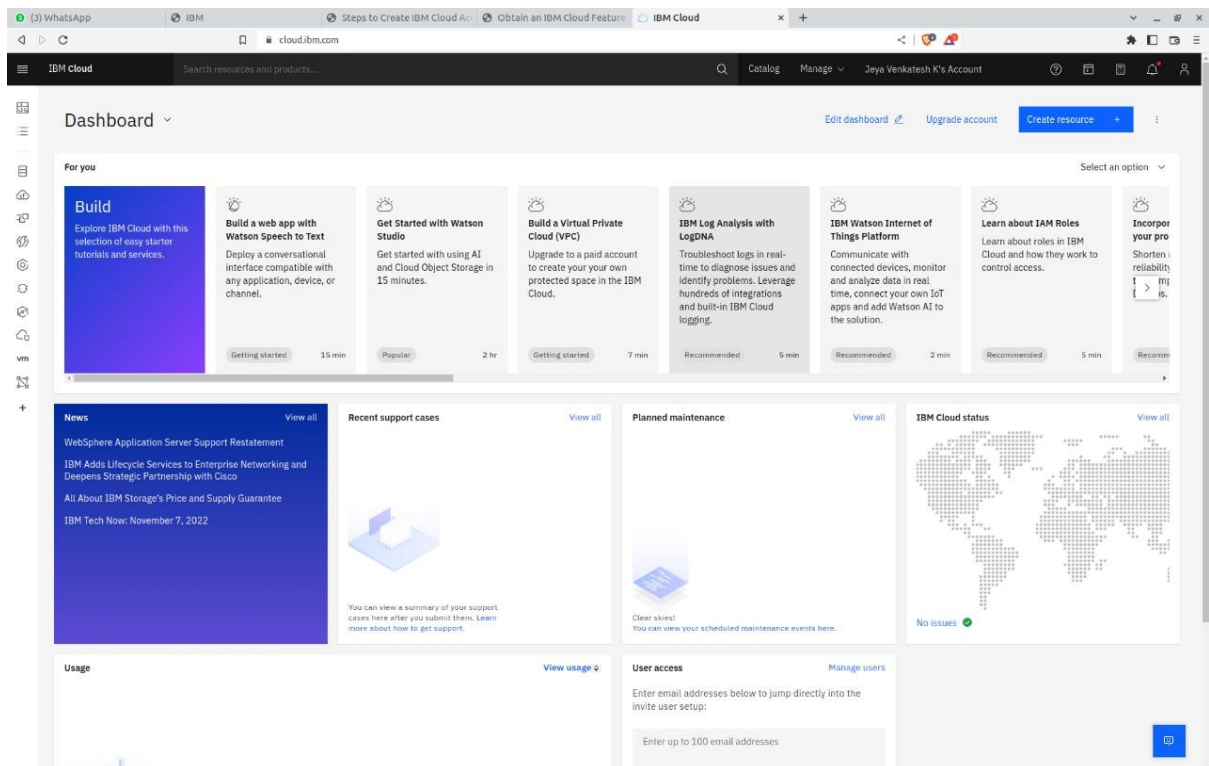 (3) WhatsApp
IBM
Steps to Create IBM Cloud Ac
Obtain an IBM Cloud Feature
IBM Cloud
cloud.ibm.com
IBM Cloud
Search resources and products...
Catalog
Manage
Jeya Venkatesh K's Account
Dashboard
Edit dashboard
Upgrade account
Create resource +
For you
Select an option
Build
Explore IBM Cloud with this
selection of easy starter
tutorials and services.
Build a web app with
Watson Speech to Text
Deploy a conversational
interface compatible with
any application, device, or
channel.
Getting started 15 min
Get Started with Watson
Studio
Get started with using AI
and Cloud Object Storage in
15 minutes.
Popular 2 hr
Build a Virtual Private
Cloud (VPC)
Upgrade to a paid account
to create your your own
protected space in the IBM
Cloud.
Getting started 7 min
IBM Log Analysis with
LogDNA
Troubleshoot logs in real-
time to diagnose issues and
identify problems. Leverage
hundreds of integrations
and built-in IBM Cloud
logging.
Recommended 5 min
IBM Watson Internet of
Things Platform
Communicate with
connected devices, monitor
and analyze data in real
time, connect your own IoT
apps and add Watson AI to
the solution.
Recommended 2 min
Learn about IAM Roles
Learn about roles in IBM
Cloud and how they work to
control access.
Recommended 5 min
Incorpor
your pro
Shorten
reliability
Recomm
vm
News View all
WebSphere Application Server Support Restatement
IBM Adds Lifecycle Services to Enterprise Networking and
Deepens Strategic Partnership with Cisco
All About IBM Storage's Price and Supply Guarantee
IBM Tech Now: November 7, 2022
Recent support cases View all
You can view a summary of your support
cases here after you submit them. Learn
more about how to get support.
Planned maintenance View all
Clear skies!
You can view your scheduled maintenance events here.
IBM Cloud status View all
No issues
Usage View usage
User access Manage users
Enter email addresses below to jump directly into the
invite user setup:
Enter up to 100 email addresses